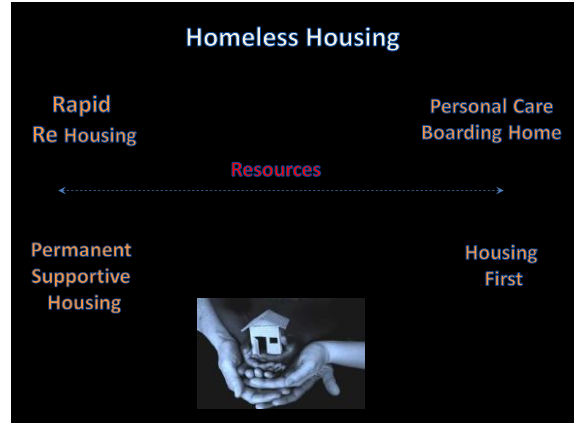 Homeless Housing
Rapid
Re Housing
Personal Care
Boarding Home
Resources
Permanent
Supportive
Housing
Housing
First